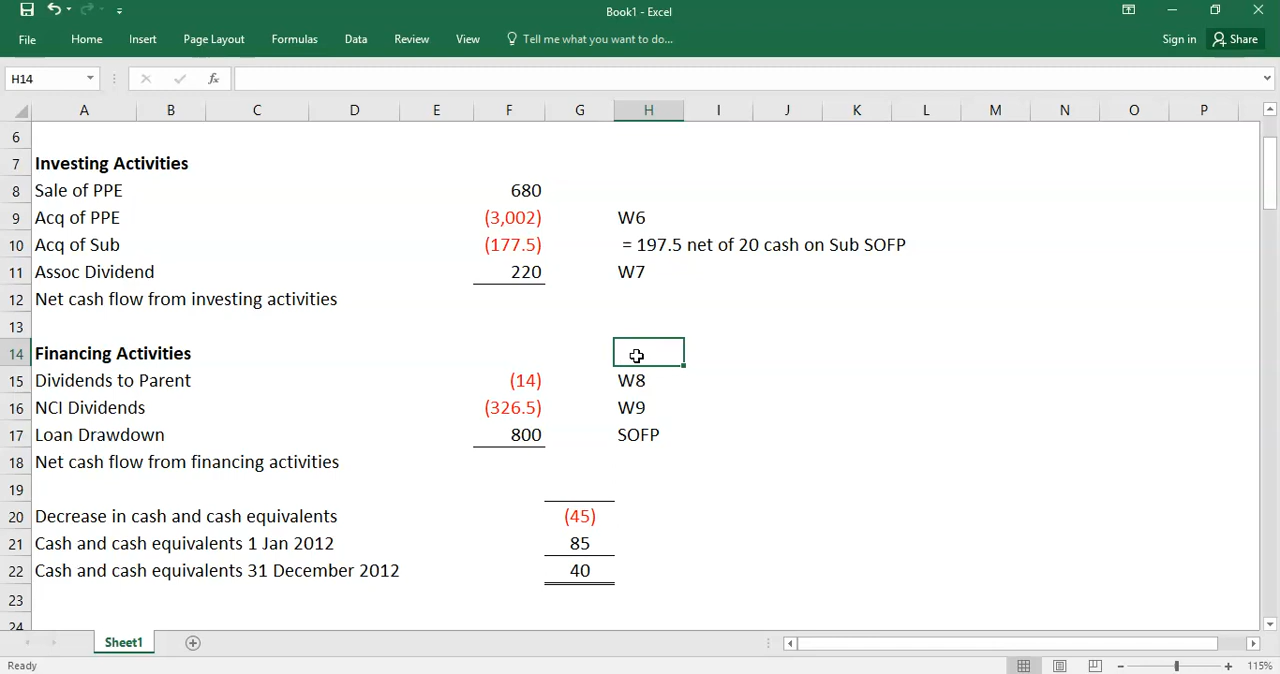 Book1 - Excel
File Home Insert Page Layout Formulas Data Review View Tell me what you want to do... Sign in Share
H14 fx
A B C D E F G H I J K L M N O P
6
7 Investing Activities
8 Sale of PPE 680
9 Acq of PPE (3,002) W6
10 Acq of Sub (177.5) = 197.5 net of 20 cash on Sub SOFP
11 Assoc Dividend 220 W7
12 Net cash flow from investing activities
13
14 Financing Activities
15 Dividends to Parent (14) W8
16 NCI Dividends (326.5) W9
17 Loan Drawdown 800 SOFP
18 Net cash flow from financing activities
19
20 Decrease in cash and cash equivalents (45)
21 Cash and cash equivalents 1 Jan 2012 85
22 Cash and cash equivalents 31 December 2012 40
23
24
Sheet1
Ready 115%